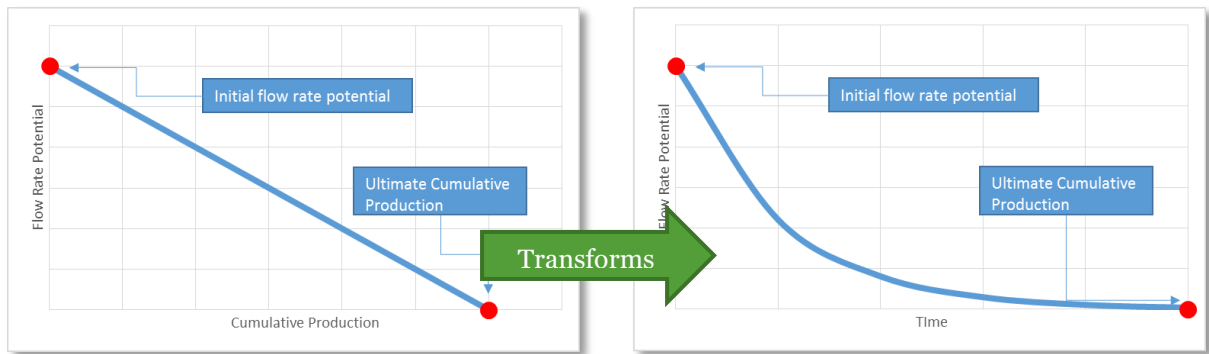 Flow Rate Potential
Initial flow rate potential
Ultimate Cumulative
Production
Cumulative Production
Transforms
Flow Rate Potential
Initial flow rate potential
Ultimate Cumulative
Production
TIme